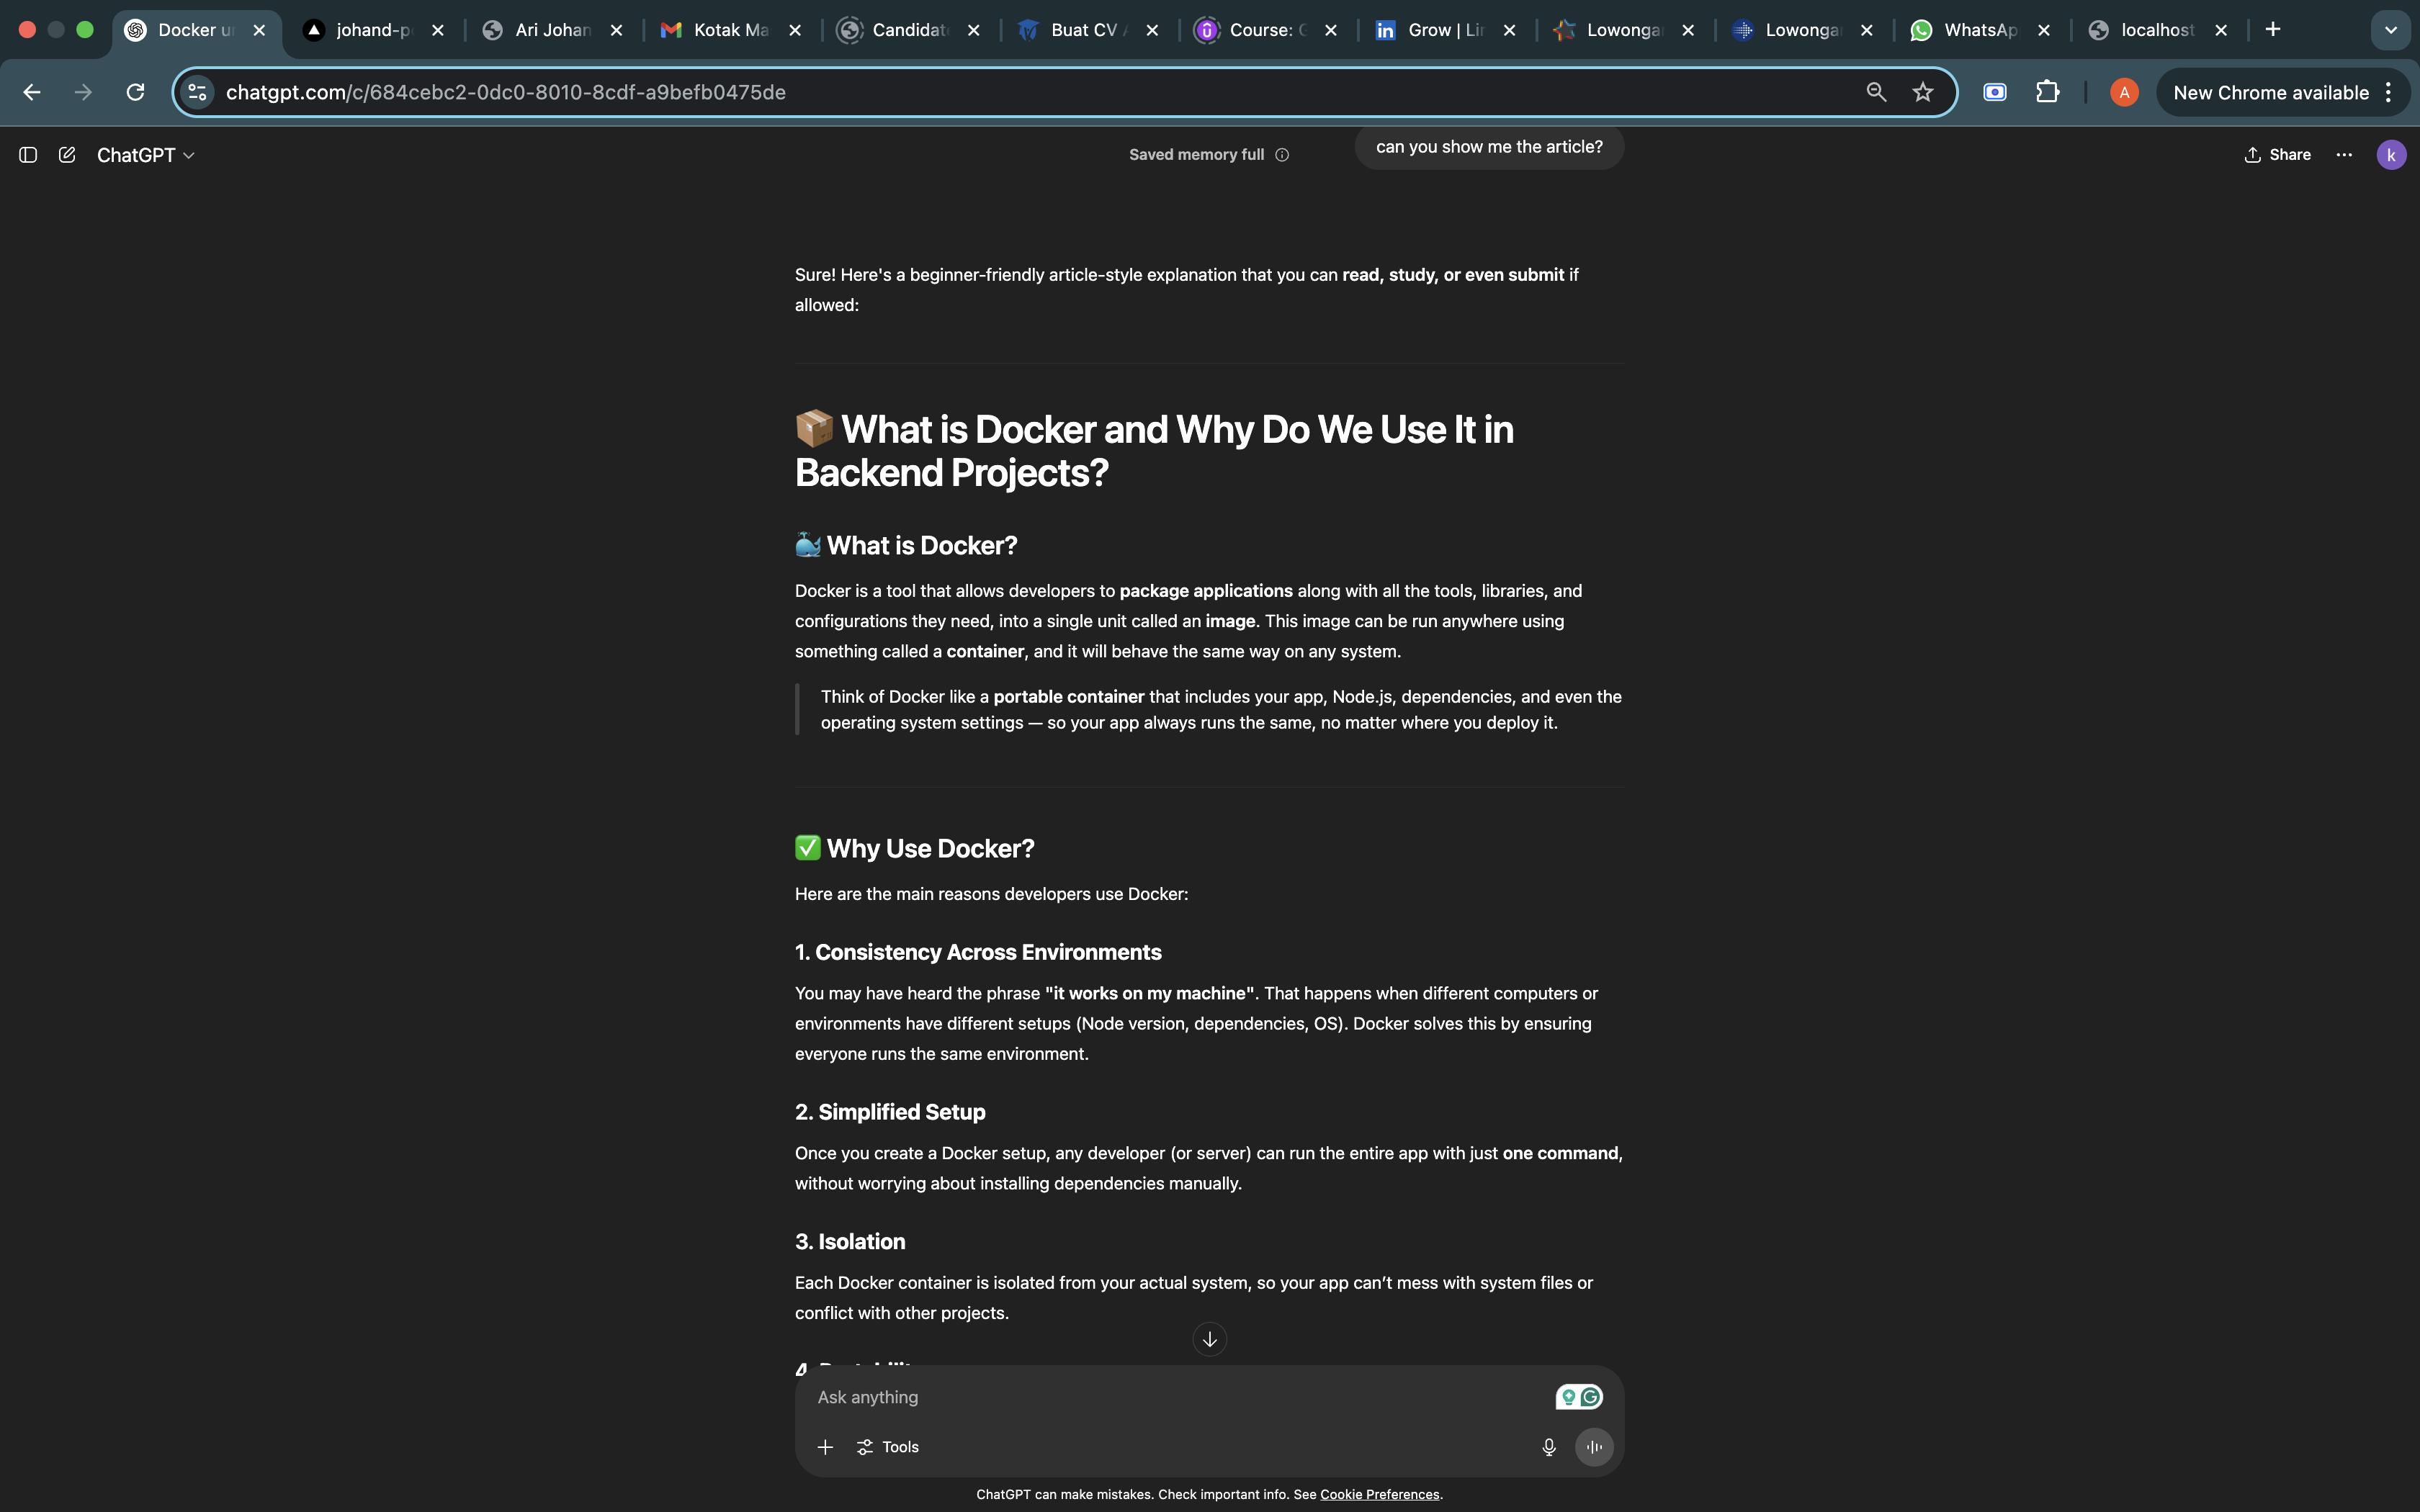 Docker u
johand-p
Ari Johan
Kotak Ma
Candidat
Buat CV
Course:
Grow | Li
Lowonga
Lowonga
WhatsAp
localhost
chatgpt.com/c/684cebc2-0dc0-8010-8cdf-a9befb0475de
A
New Chrome available
ChatGPT
Saved memory full
can you show me the article?
Share
k
Sure! Here's a beginner-friendly article-style explanation that you can read, study, or even submit if
allowed:
📦 What is Docker and Why Do We Use It in
Backend Projects?
🐳 What is Docker?
Docker is a tool that allows developers to package applications along with all the tools, libraries, and
configurations they need, into a single unit called an image. This image can be run anywhere using
something called a container, and it will behave the same way on any system.
Think of Docker like a portable container that includes your app, Node.js, dependencies, and even the
operating system settings — so your app always runs the same, no matter where you deploy it.
✅ Why Use Docker?
Here are the main reasons developers use Docker:
1. Consistency Across Environments
You may have heard the phrase "it works on my machine". That happens when different computers or
environments have different setups (Node version, dependencies, OS). Docker solves this by ensuring
everyone runs the same environment.
2. Simplified Setup
Once you create a Docker setup, any developer (or server) can run the entire app with just one command,
without worrying about installing dependencies manually.
3. Isolation
Each Docker container is isolated from your actual system, so your app can't mess with system files or
conflict with other projects.
Ask anything
Tools
ChatGPT can make mistakes. Check important info. See Cookie Preferences.